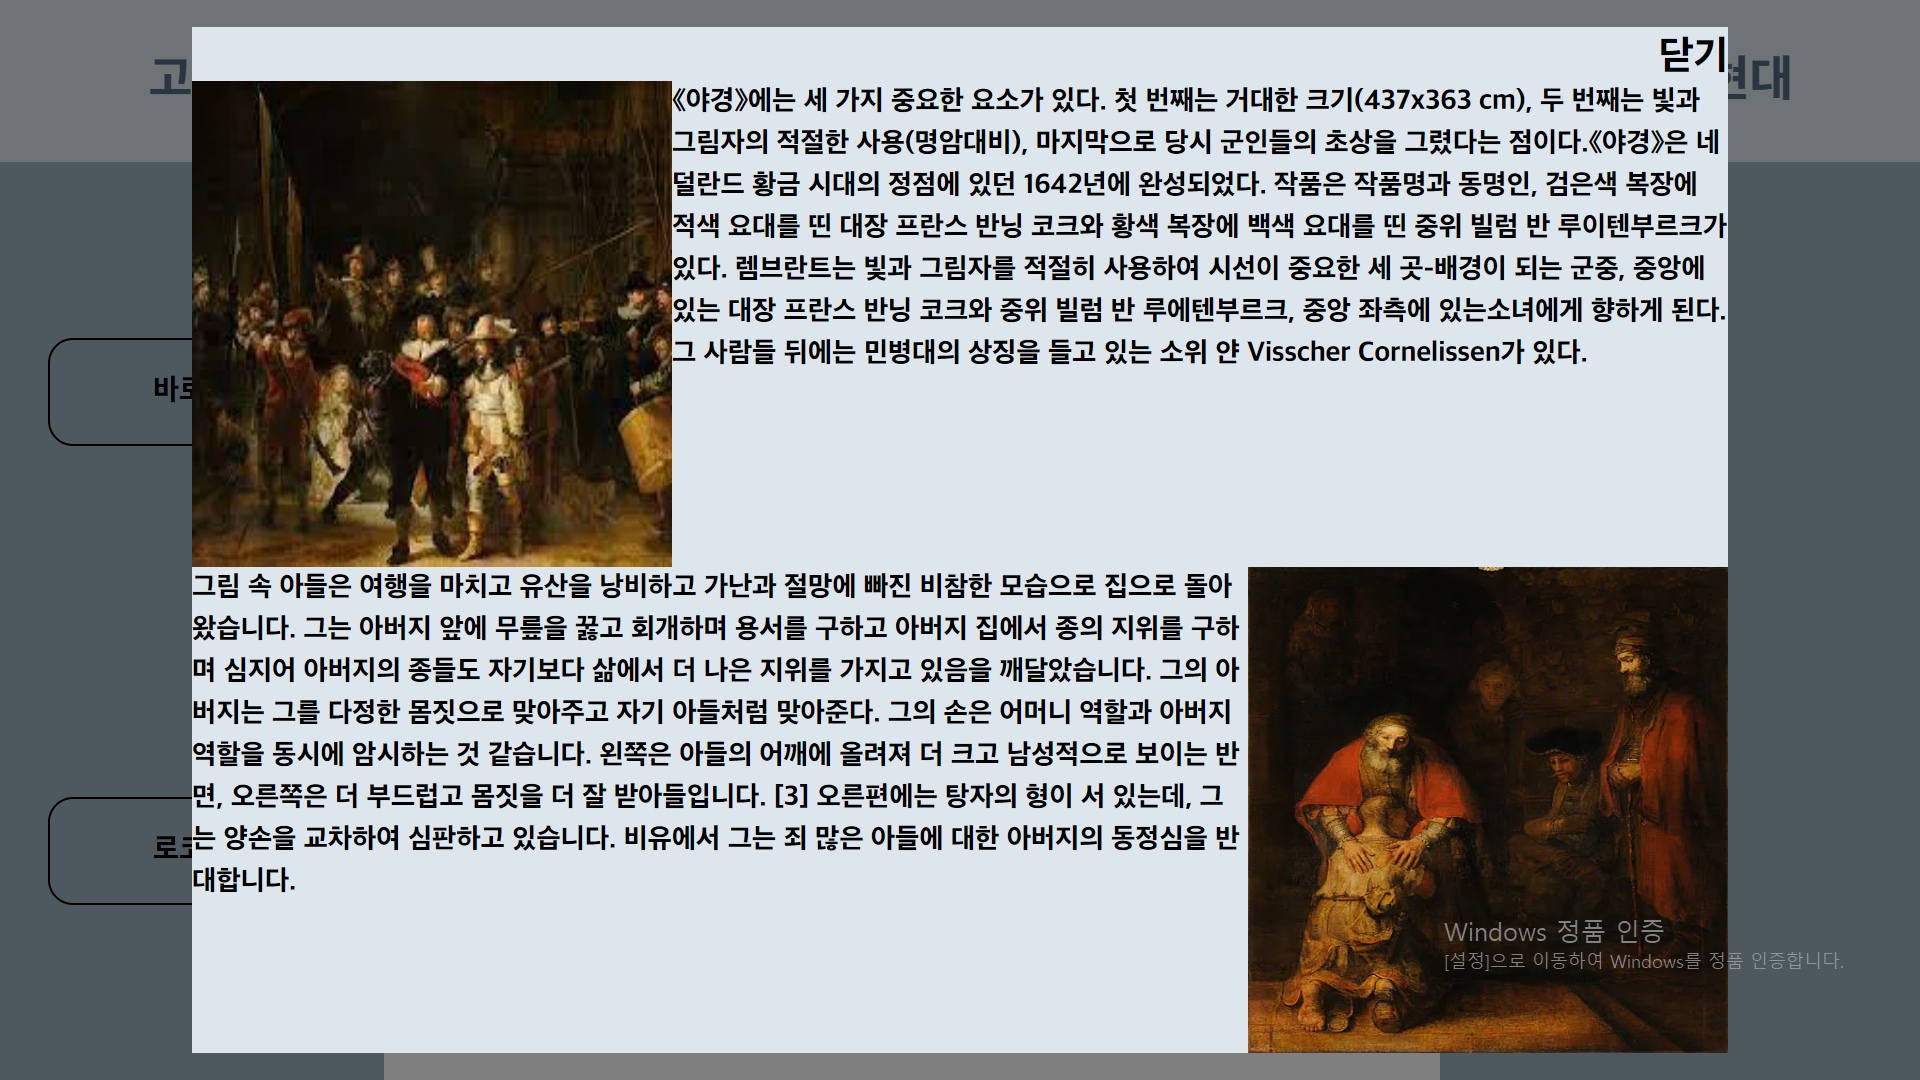 닫기
고
현대
《야경》에는 세 가지 중요한 요소가 있다. 첫 번째는 거대한 크기(437x363 cm), 두 번째는 빛과
그림자의 적절한 사용(명암대비), 마지막으로 당시 군인들의 초상을 그렸다는 점이다.《야경》은 네
덜란드 황금 시대의 정점에 있던 1642년에 완성되었다. 작품은 작품명과 동명인, 검은색 복장에
적색 요대를 띤 대장 프란스 반닝 코크와 황색 복장에 백색 요대를 띤 중위 빌럼 반 루이텐부르크가
있다. 렘브란트는 빛과 그림자를 적절히 사용하여 시선이 중요한 세 곳-배경이 되는 군중, 중앙에
있는 대장 프란스 반닝 코크와 중위 빌럼 반 루에텐부르크, 중앙 좌측에 있는소녀에게 향하게 된다.
그 사람들 뒤에는 민병대의 상징을 들고 있는 소위 얀 Visscher Cornelissen가 있다.
바로
그림 속 아들은 여행을 마치고 유산을 낭비하고 가난과 절망에 빠진 비참한 모습으로 집으로 돌아
왔습니다. 그는 아버지 앞에 무릎을 꿇고 회개하며 용서를 구하고 아버지 집에서 종의 지위를 구하
며 심지어 아버지의 종들도 자기보다 삶에서 더 나은 지위를 가지고 있음을 깨달았습니다. 그의 아
버지는 그를 다정한 몸짓으로 맞아주고 자기 아들처럼 맞아준다. 그의 손은 어머니 역할과 아버지
역할을 동시에 암시하는 것 같습니다. 왼쪽은 아들의 어깨에 올려져 더 크고 남성적으로 보이는 반
면, 오른쪽은 더 부드럽고 몸짓을 더 잘 받아들입니다. [3] 오른편에는 탕자의 형이 서 있는데, 그
는 양손을 교차하여 심판하고 있습니다. 비유에서 그는 죄 많은 아들에 대한 아버지의 동정심을 반
대합니다.
로코
Windows 정품 인증
[설정]으로 이동하여 Windows를 정품 인증합니다.